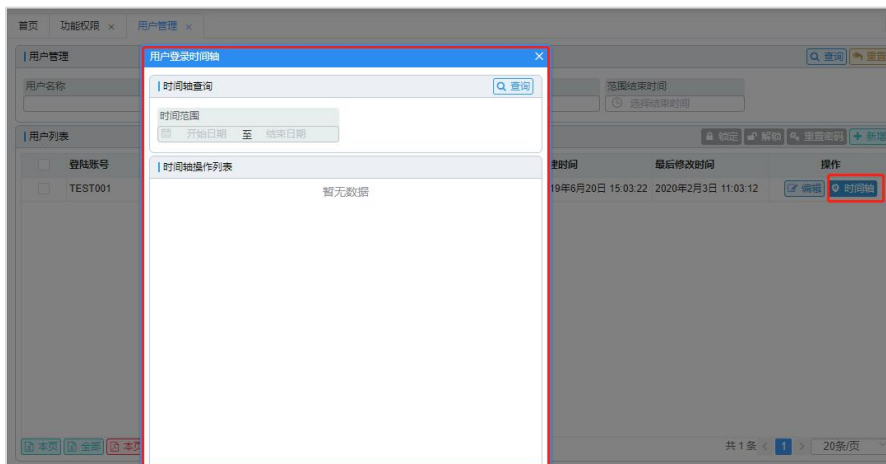 首页 功能权限 × 用户管理 ×
用户管理 查询 重置
用户名称 范围结束时间
选择结束时间
用户列表 锁定 解锁 重置密码 + 新增
登陆账号 建时间 最后修改时间 操作
TEST001 19年6月20日 15:03:22 2020年2月3日 11:03:12 编辑 时间轴
用户登录时间轴 ×
时间轴查询 查询
时间范围
开始日期 至 结束日期
时间轴操作列表
暂无数据
本页 全部 本页 共 1 条 < 1 > 20条/页